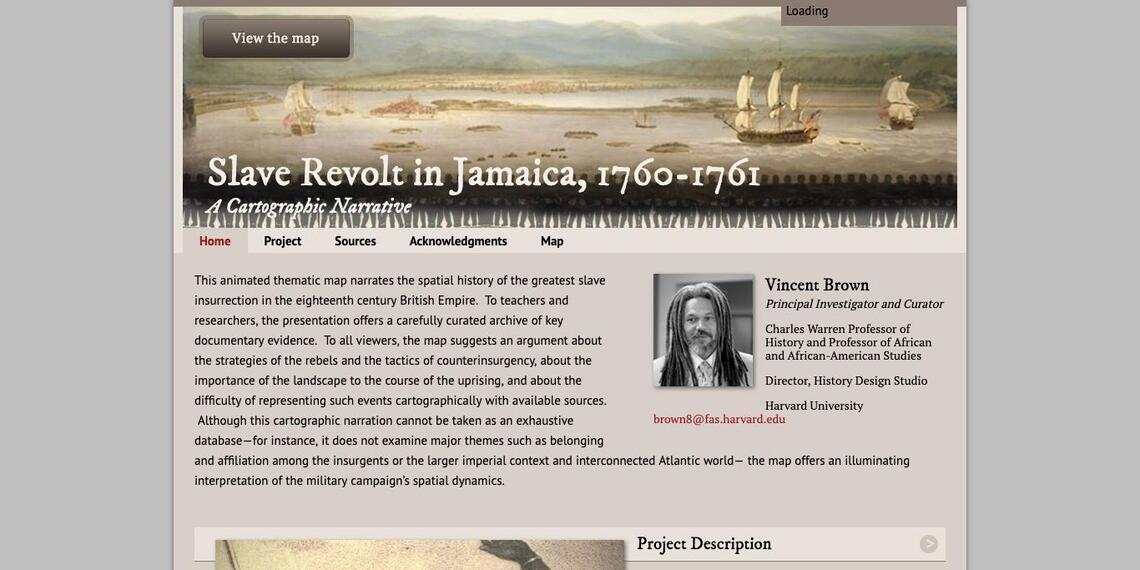 Loading
View the map
Slave Revolt in Jamaica, 1760-1761
A Cartographic Narrative
Home Project Sources Acknowledgments Map
This animated thematic map narrates the spatial history of the greatest slave
insurrection in the eighteenth century British Empire.  To teachers and
researchers, the presentation offers a carefully curated archive of key
documentary evidence.  To all viewers, the map suggests an argument about
the strategies of the rebels and the tactics of counterinsurgency, about the
importance of the landscape to the course of the uprising, and about the
difficulty of representing such events cartographically with available sources.
Although this cartographic narration cannot be taken as an exhaustive
database—for instance, it does not examine major themes such as belonging
and affiliation among the insurgents or the larger imperial context and interconnected Atlantic world— the map offers an illuminating
interpretation of the military campaign’s spatial dynamics.
Vincent Brown
Principal Investigator and Curator
Charles Warren Professor of
History and Professor of African
and African-American Studies
Director, History Design Studio
Harvard University
brown8@fas.harvard.edu
Project Description
>